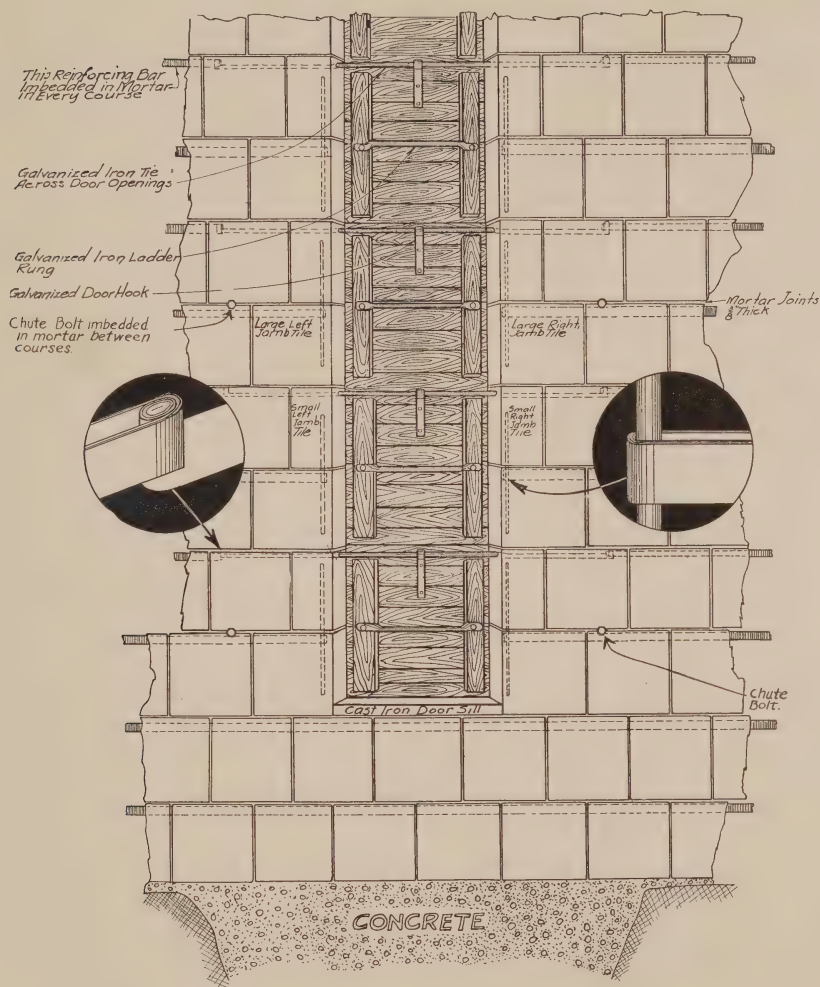 This Reinforcing Bar
Imbedded in Mortar
in Every Course
Galvanized Iron Tie
Across Door Openings
Galvanized Iron Ladder
Rung
Galvanized Door Hook
Chute Bolt imbedded
in mortar between
courses.
Large Left
Jamb Tile
Large Right
Jamb Tile
Mortar Joints
Thick
Small
Left
Jamb
Tile
Small
Right
Jamb
Tile
Chute
Bolt.
Cast Iron Door Sill
CONCRETE